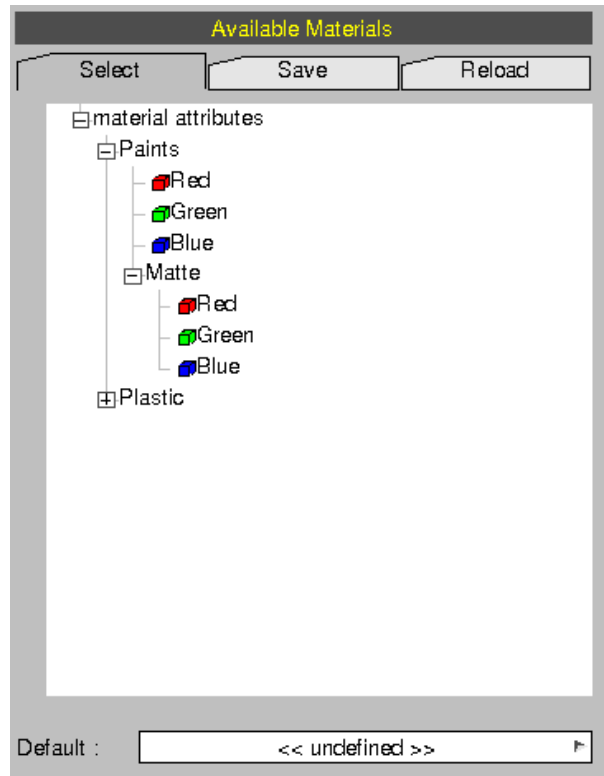 Available Materials
Select Save Reload
material attributes
Paints
Red
Green
Blue
Matte
Red
Green
Blue
Plastic
Default : << undefined >>